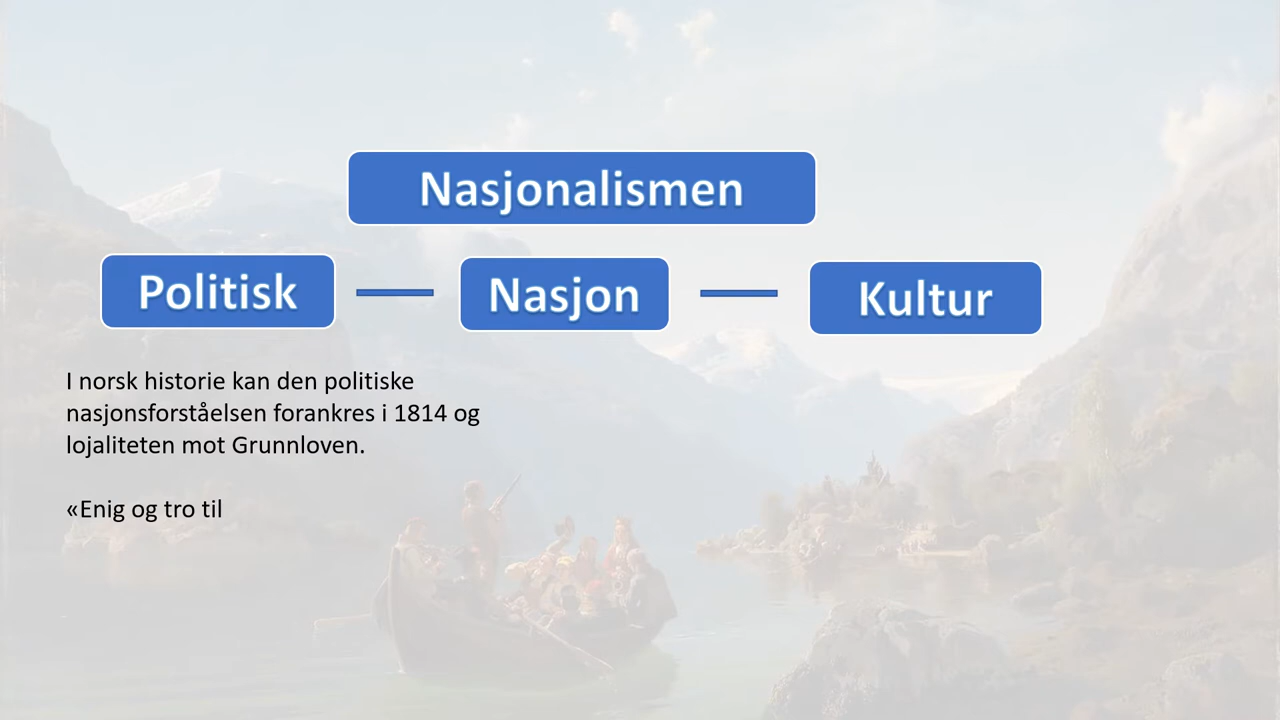 Nasjonalismen
Politisk
Nasjon
Kultur
I norsk historie kan den politiske
nasjonsforståelsen forankres i 1814 og
lojaliteten mot Grunnloven.
«Enig og tro til